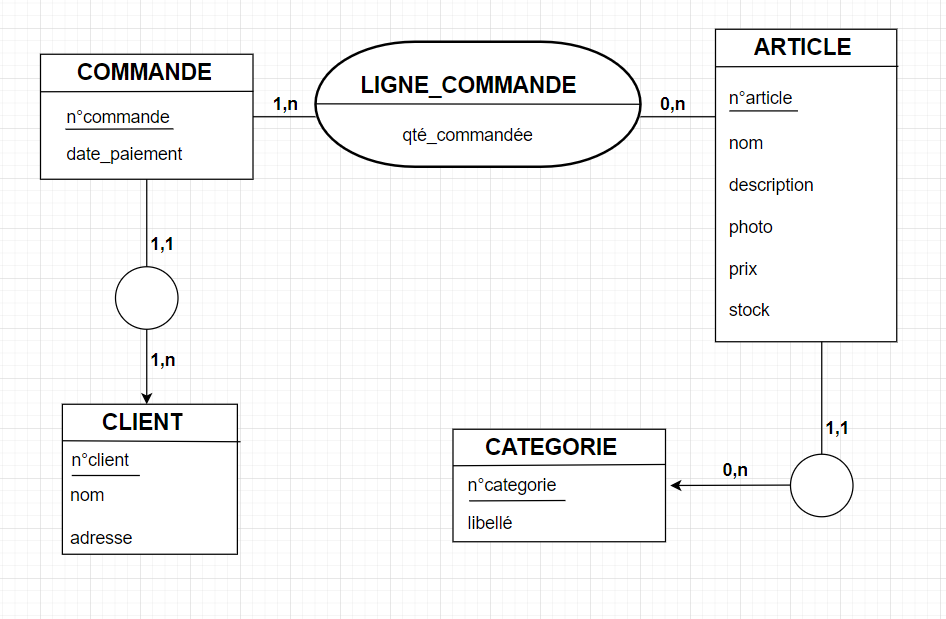 COMMANDE
n°commande
date_paiement
1,n
LIGNE_COMMANDE
qté_commandée
0,n
ARTICLE
n°article
nom
description
photo
prix
stock
1,1
1,n
CLIENT
n°client
nom
adresse
1,1
0,n
CATEGORIE
n°categorie
libellé